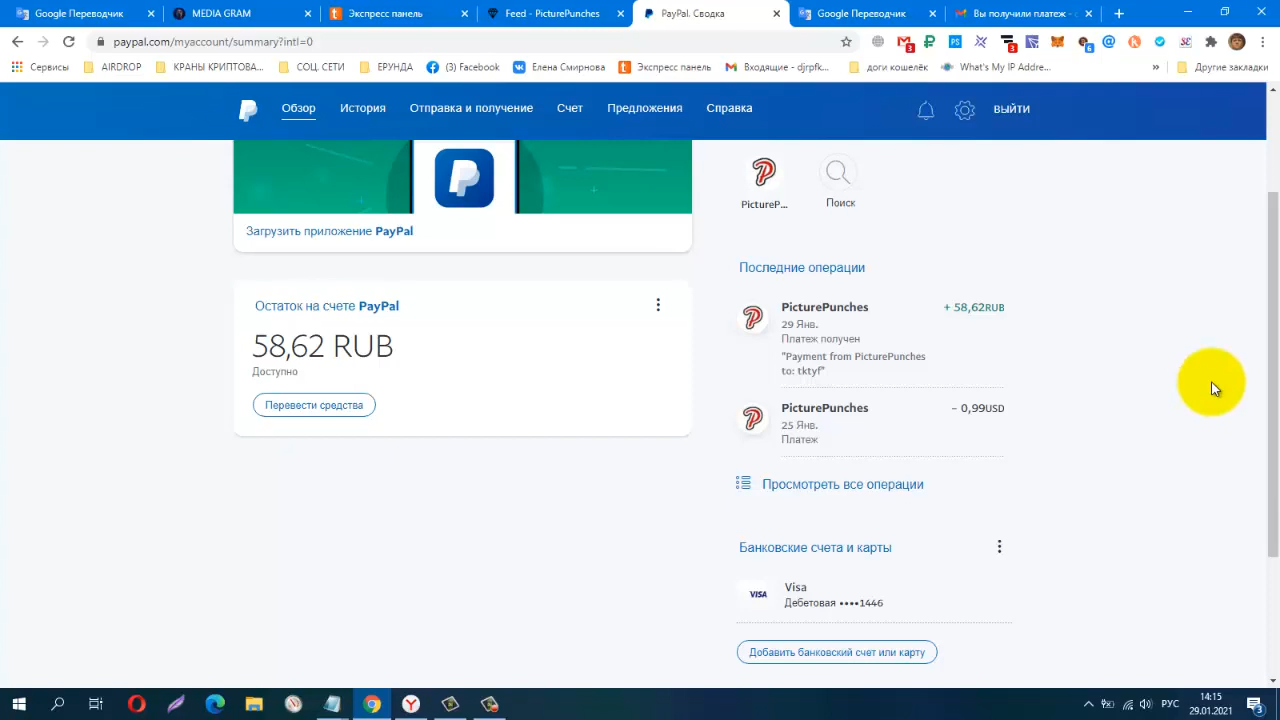 Google Переводчик
MEDIA GRAM
Экспресс панель
Feed - PicturePunches
PayPal. Сводка
Google Переводчик
Вы получили платеж -
paypal.com/myaccount/summary?intl=0
Сервисы
AIRDROP
КРАНЫ КРИПТОВА...
СОЦ. СЕТИ
ЕРУНДА
(3) Facebook
Елена Смирнова
Экспресс панель
Входящие - djrpfk...
доги кошелёк
What's My IP Addre...
»
Другие закладки
Обзор
История
Отправка и получение
Счет
Предложения
Справка
ВЫЙТИ
PictureP...
Поиск
Загрузить приложение PayPal
Последние операции
Остаток на счете PayPal
58,62 RUB
Доступно
Перевести средства
PicturePunches
+ 58,62RUB
29 Янв.
Платеж получен
"Payment from PicturePunches
to: tktyf"
PicturePunches
− 0,99USD
25 Янв.
Платеж
Просмотреть все операции
Банковские счета и карты
VISA
Visa
Дебетовая ••••1446
Добавить банковский счет или карту
РУС
14:15
29.01.2021
3